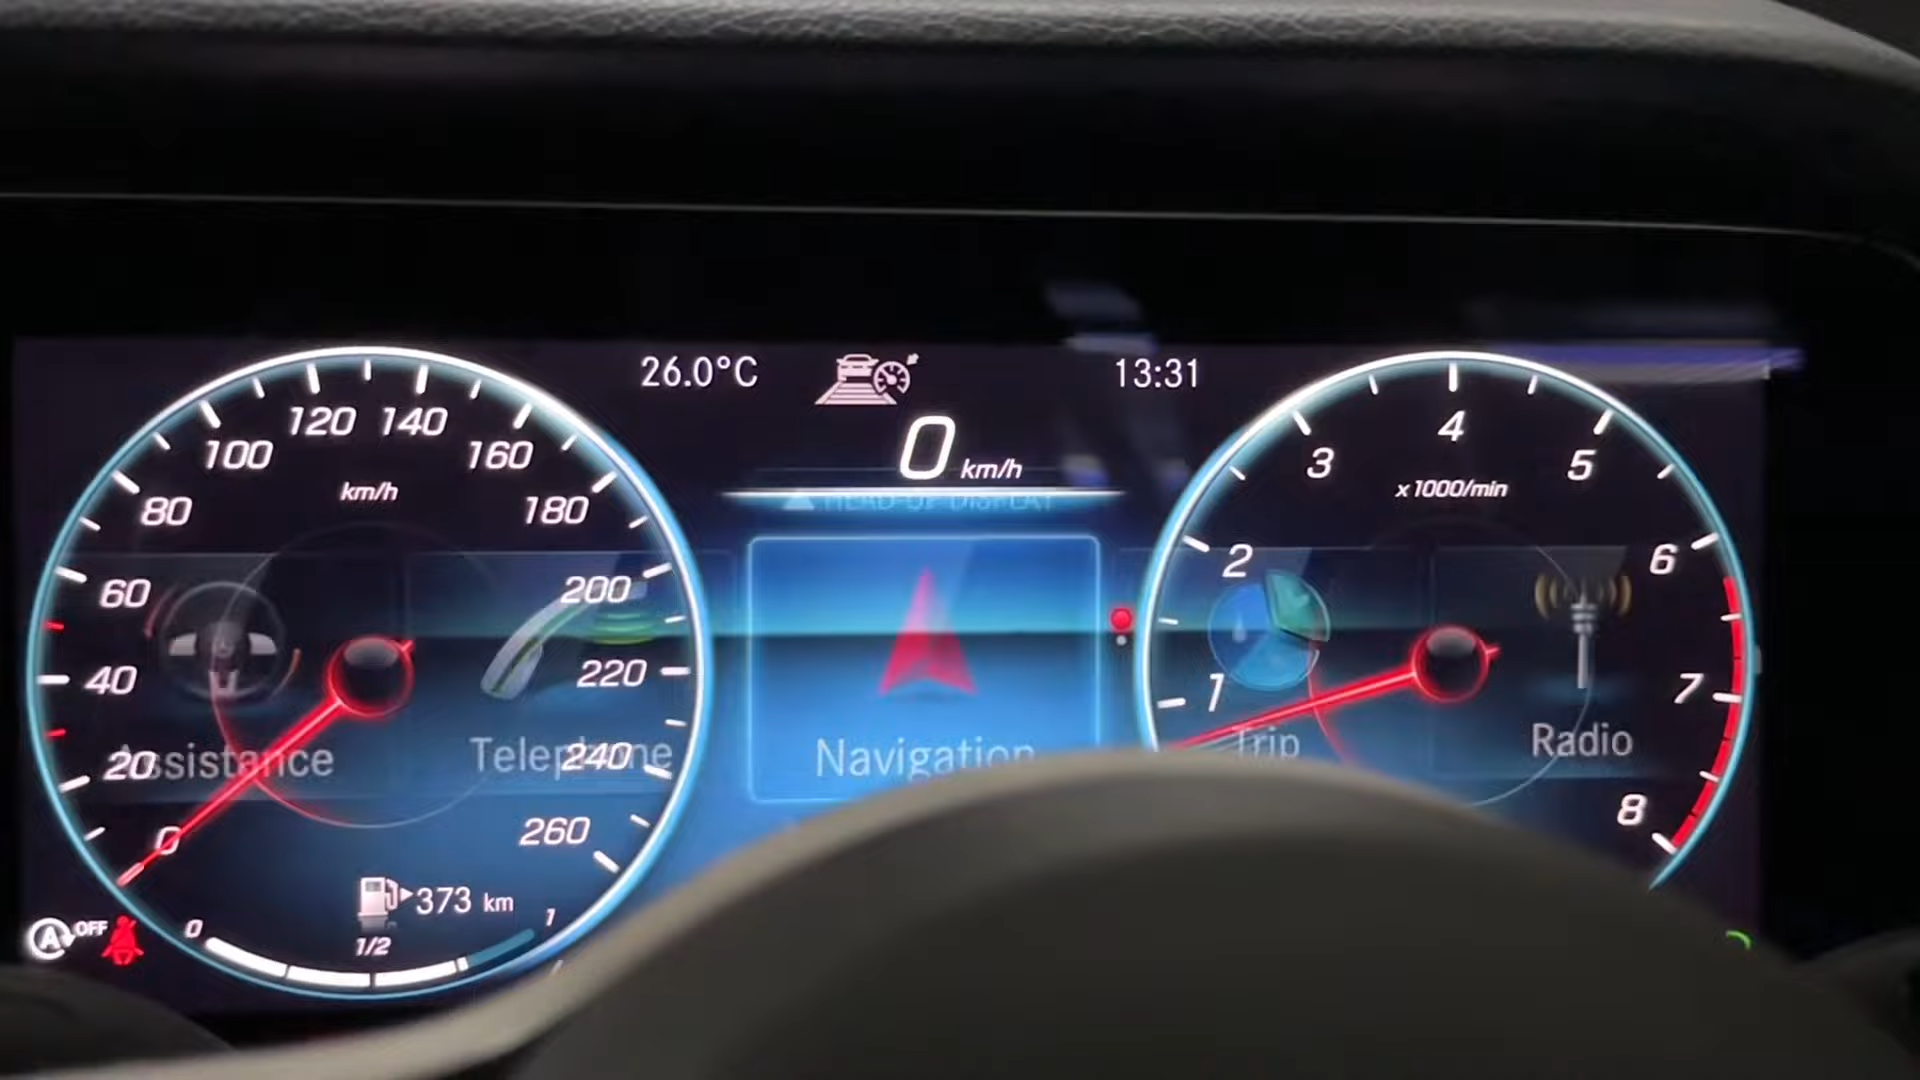 26.0°C
13:31
0 km/h
HEAD-UP DISPLAY
km/h
0
20
40
60
80
100
120
140
160
180
200
220
240
260
Assistance
Telephone
Navigation
Trip
Radio
x1000/min
1
2
3
4
5
6
7
8
373 km
0
1/2
1
A OFF